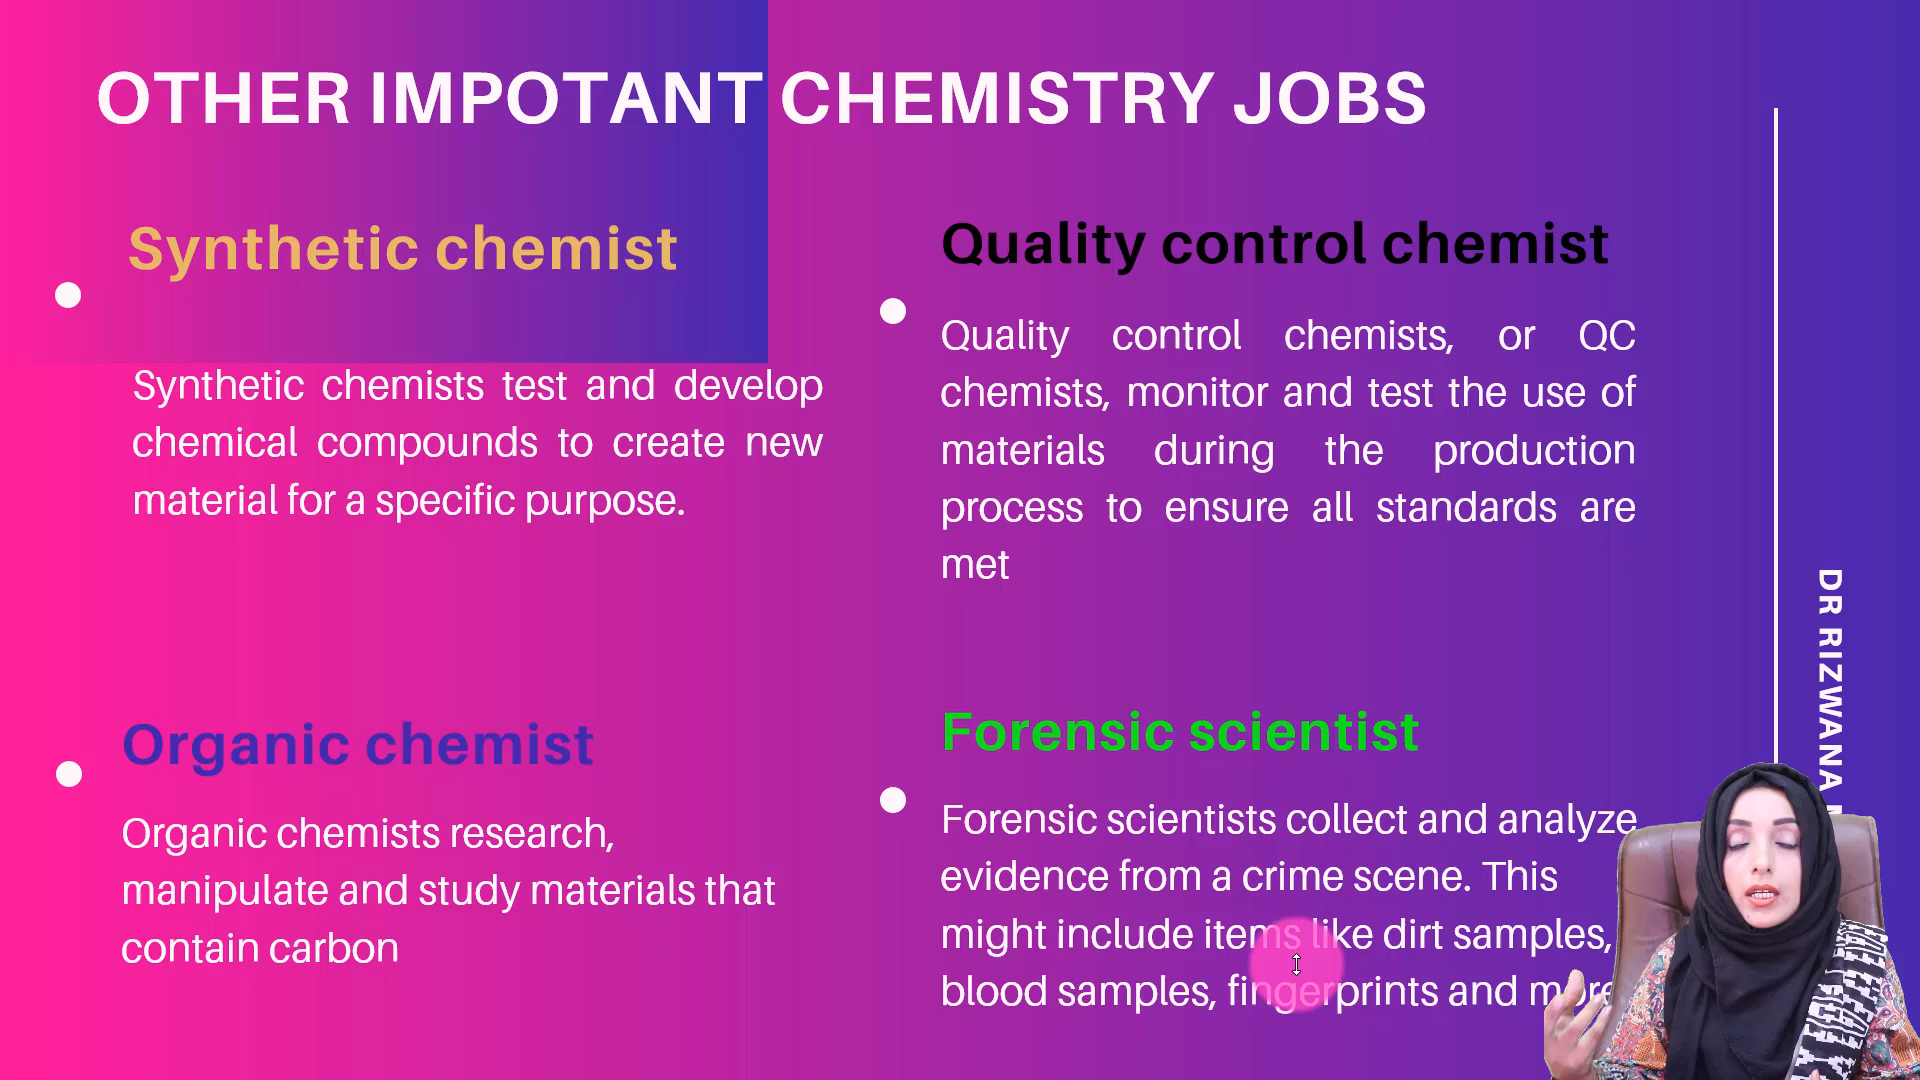 OTHER IMPOTANT CHEMISTRY JOBS
Synthetic chemist
Synthetic chemists test and develop
chemical compounds to create new
material for a specific purpose.
Quality control chemist
Quality control chemists, or QC
chemists, monitor and test the use of
materials during the production
process to ensure all standards are
met
Organic chemist
Organic chemists research,
manipulate and study materials that
contain carbon
Forensic scientist
Forensic scientists collect and analyze
evidence from a crime scene. This
might include items like dirt samples,
blood samples, fingerprints and more
DR RIZWANA